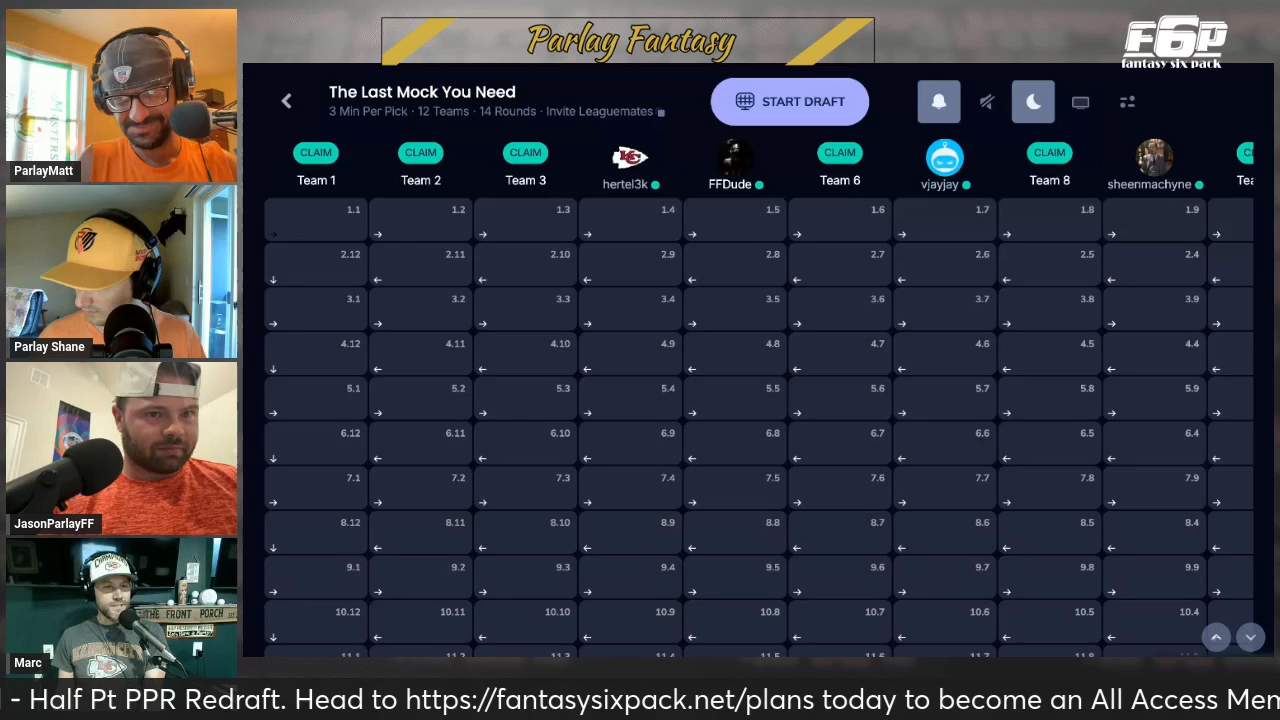 Parlay Fantasy
F6P
fantasy six pack
The Last Mock You Need
3 Min Per Pick · 12 Teams · 14 Rounds · Invite Leaguemates
START DRAFT
CLAIM CLAIM CLAIM CLAIM CLAIM
Team 1 Team 2 Team 3 hertel3k FFDude Team 6 vjayjay Team 8 sheenmachyne Tea
1.1 1.2 1.3 1.4 1.5 1.6 1.7 1.8 1.9
2.12 2.11 2.10 2.9 2.8 2.7 2.6 2.5 2.4
3.1 3.2 3.3 3.4 3.5 3.6 3.7 3.8 3.9
4.12 4.11 4.10 4.9 4.8 4.7 4.6 4.5 4.4
5.1 5.2 5.3 5.4 5.5 5.6 5.7 5.8 5.9
6.12 6.11 6.10 6.9 6.8 6.7 6.6 6.5 6.4
7.1 7.2 7.3 7.4 7.5 7.6 7.7 7.8 7.9
8.12 8.11 8.10 8.9 8.8 8.7 8.6 8.5 8.4
9.1 9.2 9.3 9.4 9.5 9.6 9.7 9.8 9.9
10.12 10.11 10.10 10.9 10.8 10.7 10.6 10.5 10.4
ParlayMatt
Parlay Shane
JasonParlayFF
THE FRONT PORCH
KANSAS CITY
Marc
- Half Pt PPR Redraft. Head to https://fantasysixpack.net/plans today to become an All Access Mem